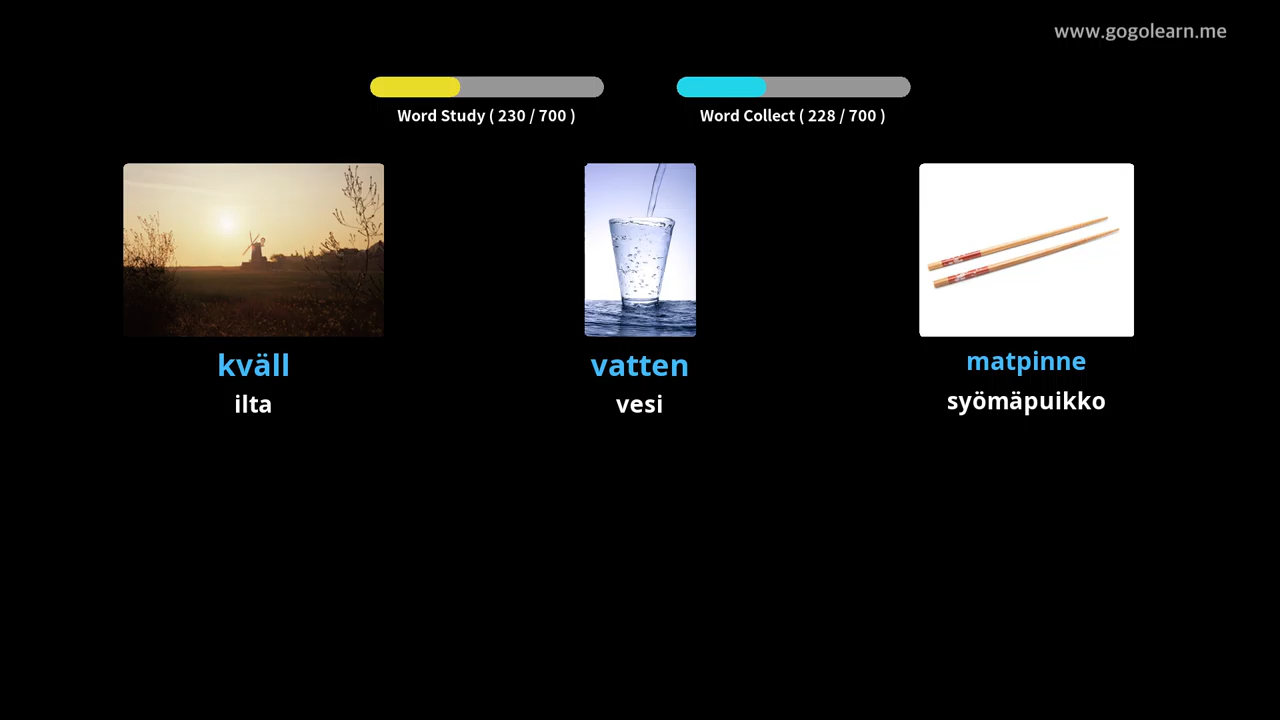 www.gogolearn.me
Word Study ( 230 / 700 )
Word Collect ( 228 / 700 )
kväll
ilta
vatten
vesi
matpinne
syömäpuikko